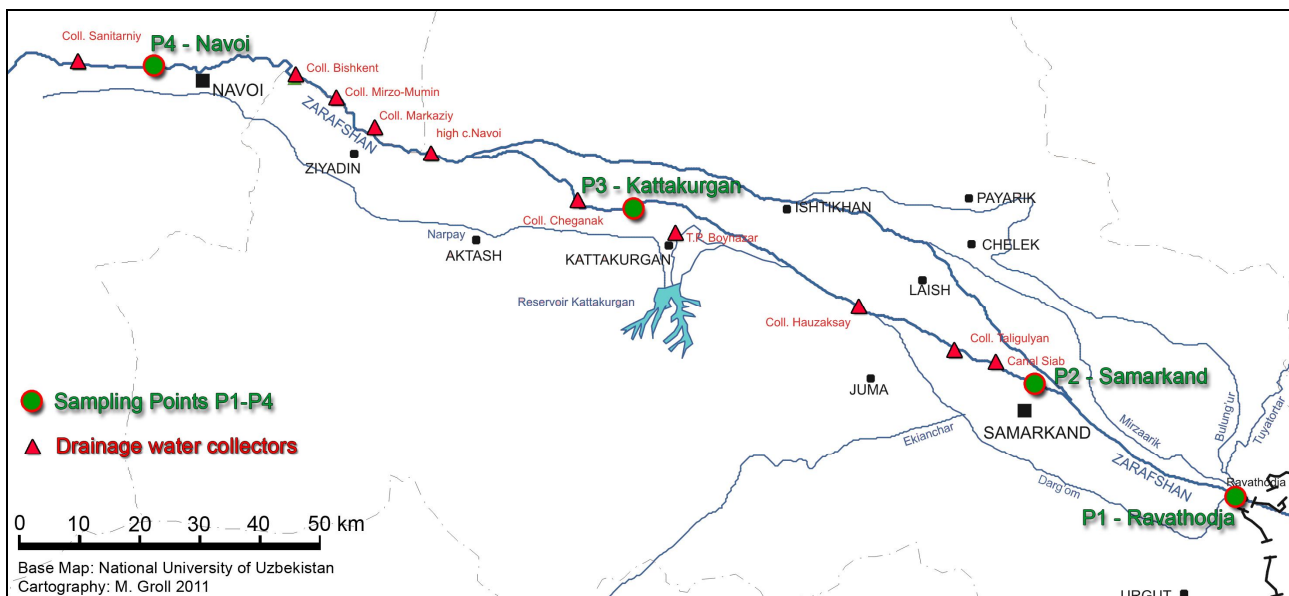 Coll. Sanitarniy
P4 - Navoi
NAVOI
Coll. Bishkent
Coll. Mirzo-Mumin
ZARAFSHAN
Coll. Markaziy
high c.Navoi
ZIYADIN
P3 - Kattakurgan
ISHTIKHAN
PAYARIK
Coll. Cheganak
Narpay
AKTASH
T.P. Boynazar
KATTAKURGAN
CHELEK
LAISH
Reservoir Kattakurgan
Coll. Hauzaksay
Coll. Taligulyan
Canal Siab
JUMA
P2 - Samarkand
Sampling Points P1-P4
SAMARKAND
Mirzaarik
Bulung'ur
Tuyatortar
Ekianchar
Drainage water collectors
ZARAFSHAN
Darg'om
Ravathodja
P1 - Ravathodja
0 10 20 30 40 50 km
Base Map: National University of Uzbekistan
Cartography: M. Groll 2011
URGUT